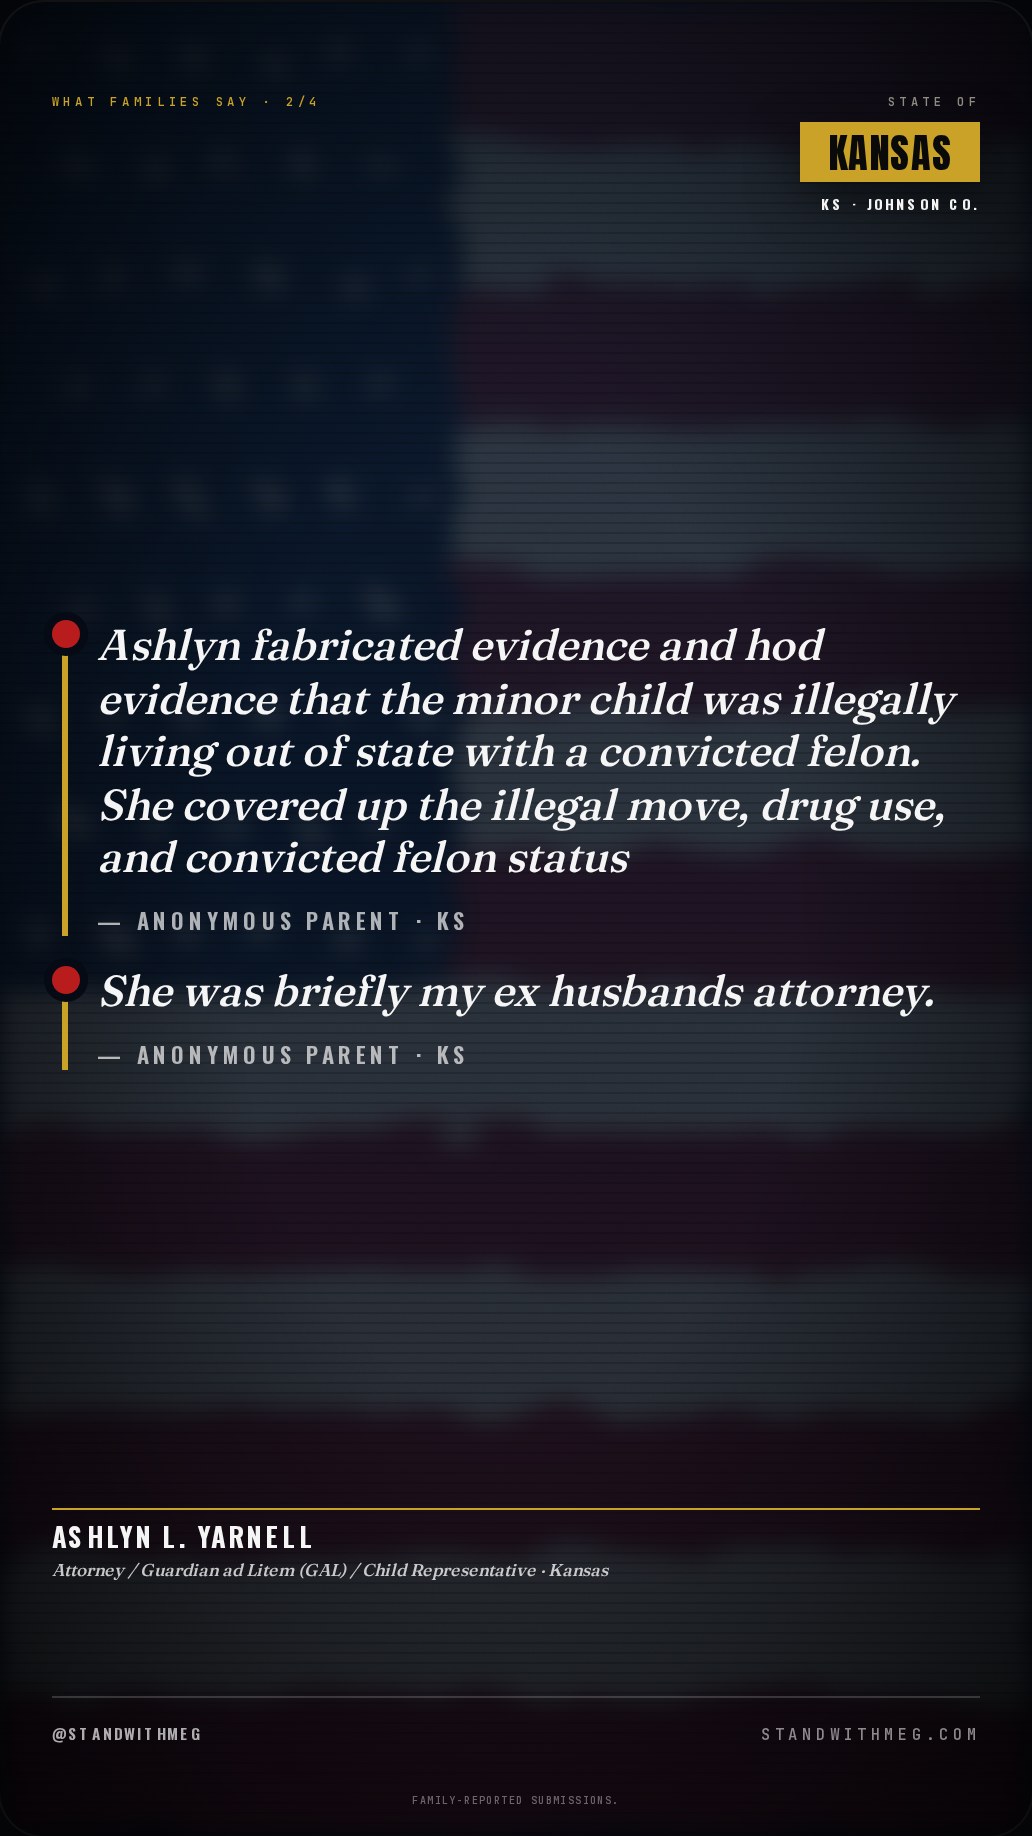 WHAT FAMILIES SAY · 2/4
STATE OF
KANSAS
KS · JOHNSON CO.
Ashlyn fabricated evidence and hod
evidence that the minor child was illegally
living out of state with a convicted felon.
She covered up the illegal move, drug use,
and convicted felon status
— ANONYMOUS PARENT · KS
She was briefly my ex husbands attorney.
— ANONYMOUS PARENT · KS
ASHLYN L. YARNELL
Attorney / Guardian ad Litem (GAL) / Child Representative · Kansas
@STANDWITHMEG
STANDWITHMEG.COM
FAMILY-REPORTED SUBMISSIONS.